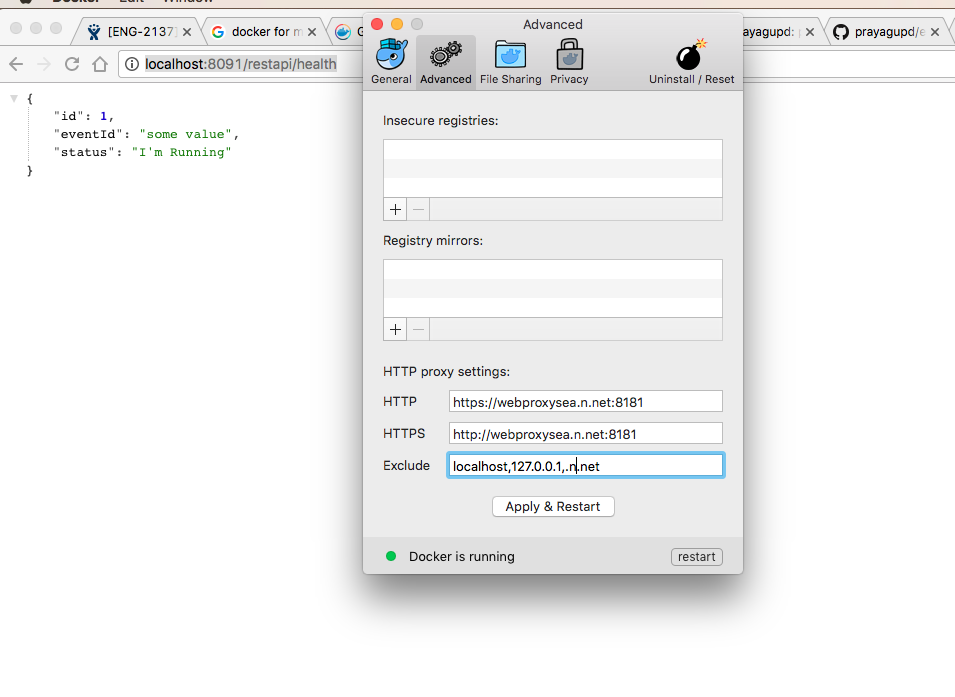 Docker Edit Window
[ENG-2137]
docker for m
G
Advanced
ayagupd:
prayagupd/e
localhost:8091/restapi/health
General
Advanced
File Sharing
Privacy
Uninstall / Reset
{
"id": 1,
"eventId": "some value",
"status": "I'm Running"
}
Insecure registries:
+ −
Registry mirrors:
+ −
HTTP proxy settings:
HTTP https://webproxysea.n.net:8181
HTTPS http://webproxysea.n.net:8181
Exclude localhost,127.0.0.1,.n.net
Apply & Restart
Docker is running
restart